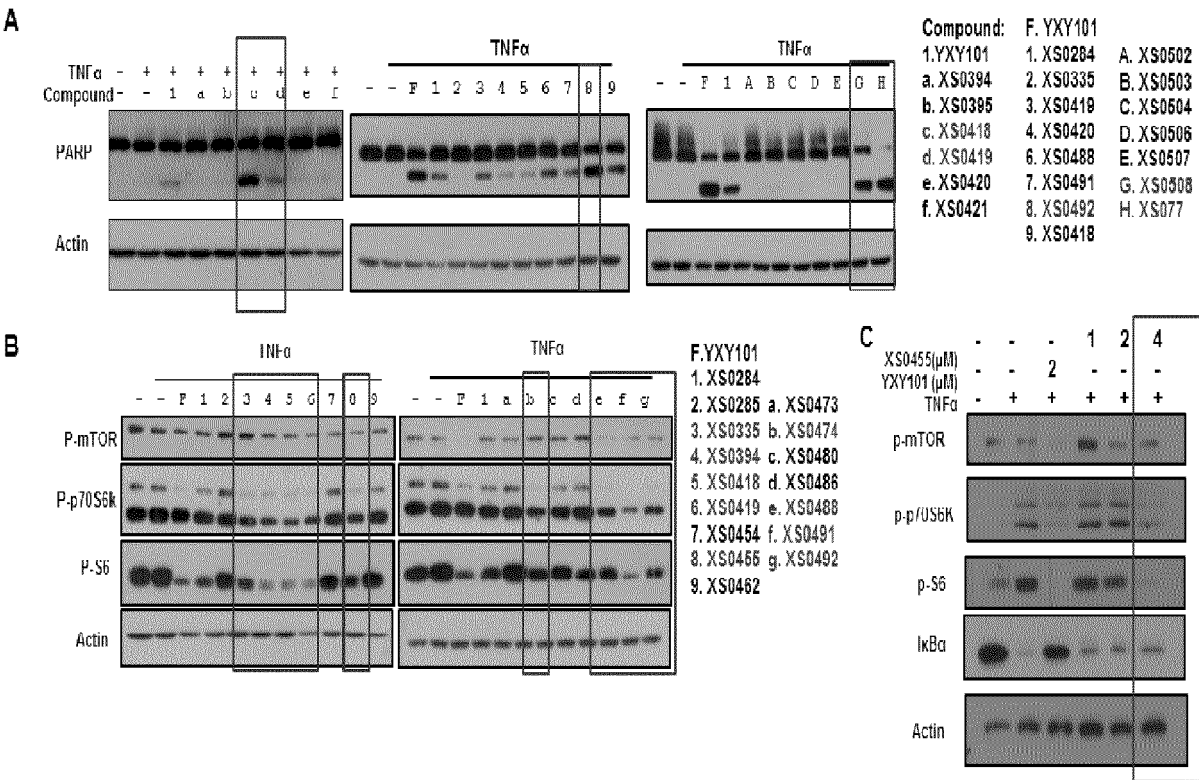 A
TNFα - + + + + + + + +
Compound - - 1 a b c d e f
PARP
Actin
TNFα
- - F 1 2 3 4 5 6 7 8 9
TNFα
- - F 1 A B C D E G H
Compound: F. YXY101
1.YXY101 1. XS0284 A. XS0502
a. XS0394 2. XS0335 B. XS0503
b. XS0395 3. XS0419 C. XS0504
c. XS0418 4. XS0420 D. XS0506
d. XS0419 6. XS0488 E. XS0507
e. XS0420 7. XS0491 G. XS0508
f. XS0421 8. XS0492 H. XS077
9. XS0418
B
TNFα
- - F 1 2 3 4 5 6 7 8 9
TNFα
- - F 1 a b c d e f g
P-mTOR
P-p70S6k
P-S6
Actin
F.YXY101
1. XS0284
2. XS0285 a. XS0473
3. XS0335 b. XS0474
4. XS0394 c. XS0480
5. XS0418 d. XS0486
6. XS0419 e. XS0488
7. XS0454 f. XS0491
8. XS0455 g. XS0492
9. XS0462
C
XS0455(µM) - - - 1 2 4
YXY101 (µM) - - 2 - - -
TNFα - + + + + +
p-mTOR
p-p70S6K
p-S6
IκBα
Actin